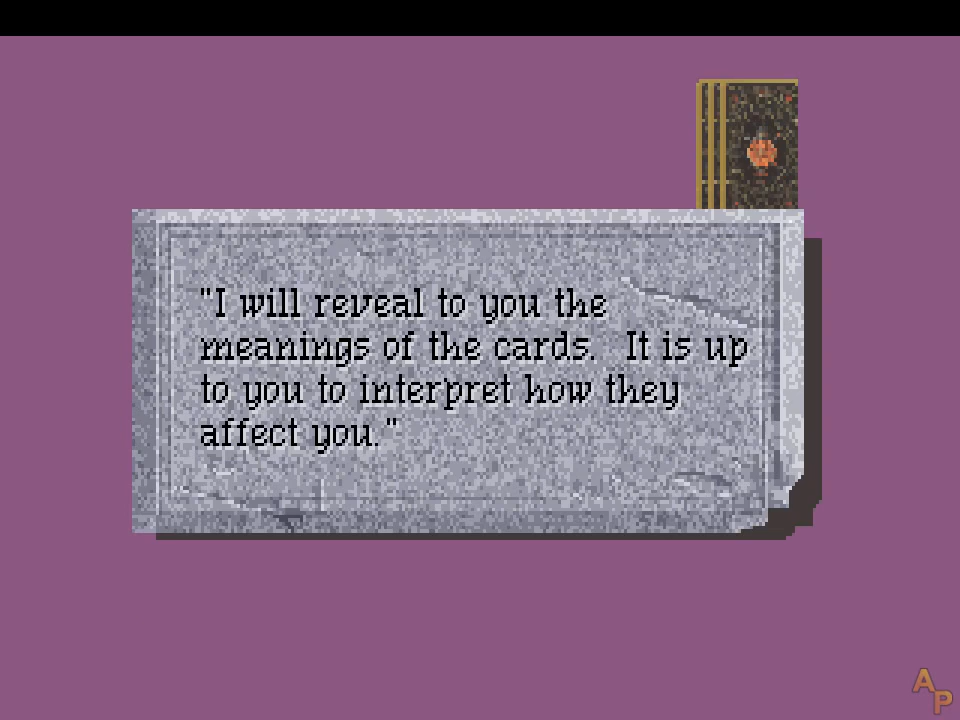 "I will reveal to you the
meanings of the cards.  It is up
to you to interpret how they
affect you."
AP